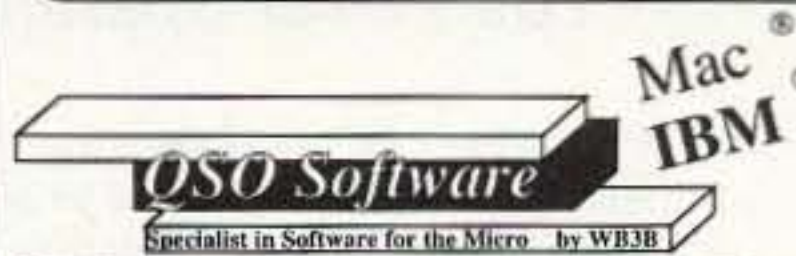 Mac ®
IBM ®
QSO Software
Specialist in Software for the Micro by WB3B